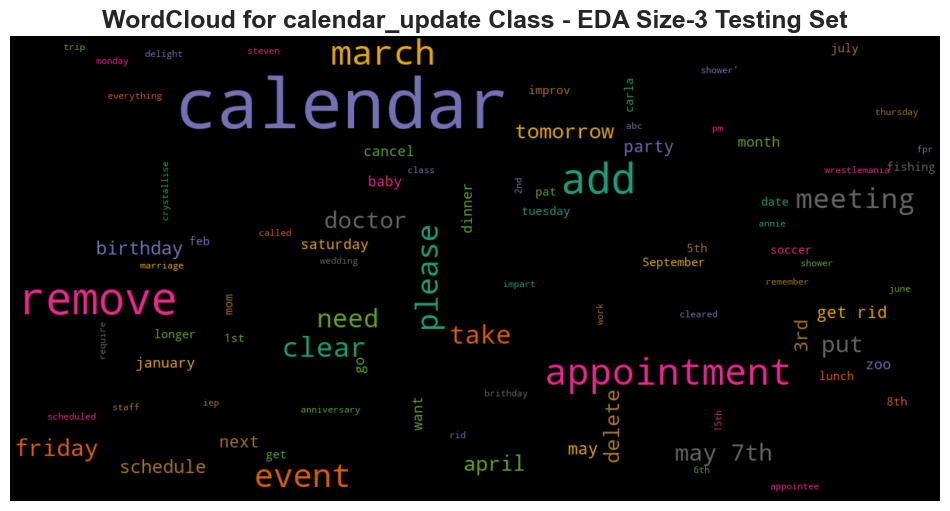 WordCloud for calendar_update Class - EDA Size-3 Testing Set
trip
monday
delight
steven
march
july
shower'
everything
calendar
improv
carla
thursday
tomorrow
abc
pm
party
month
cancel
class
baby
add
fpr
fishing
wrestlemania
crystallise
2nd
pat
dinner
tuesday
date
meeting
annie
doctor
birthday
feb
called
saturday
marriage
wedding
please
5th
September
soccer
shower
remember
june
remove
mom
impart
work
cleared
get rid
need
require
longer
1st
take
3rd
put
clear
go
january
appointment
zoo
lunch
staff
iep
scheduled
anniversary
want
brithday
delete
15th
8th
friday
next
get
rid
may
may 7th
schedule
event
april
6th
appointee